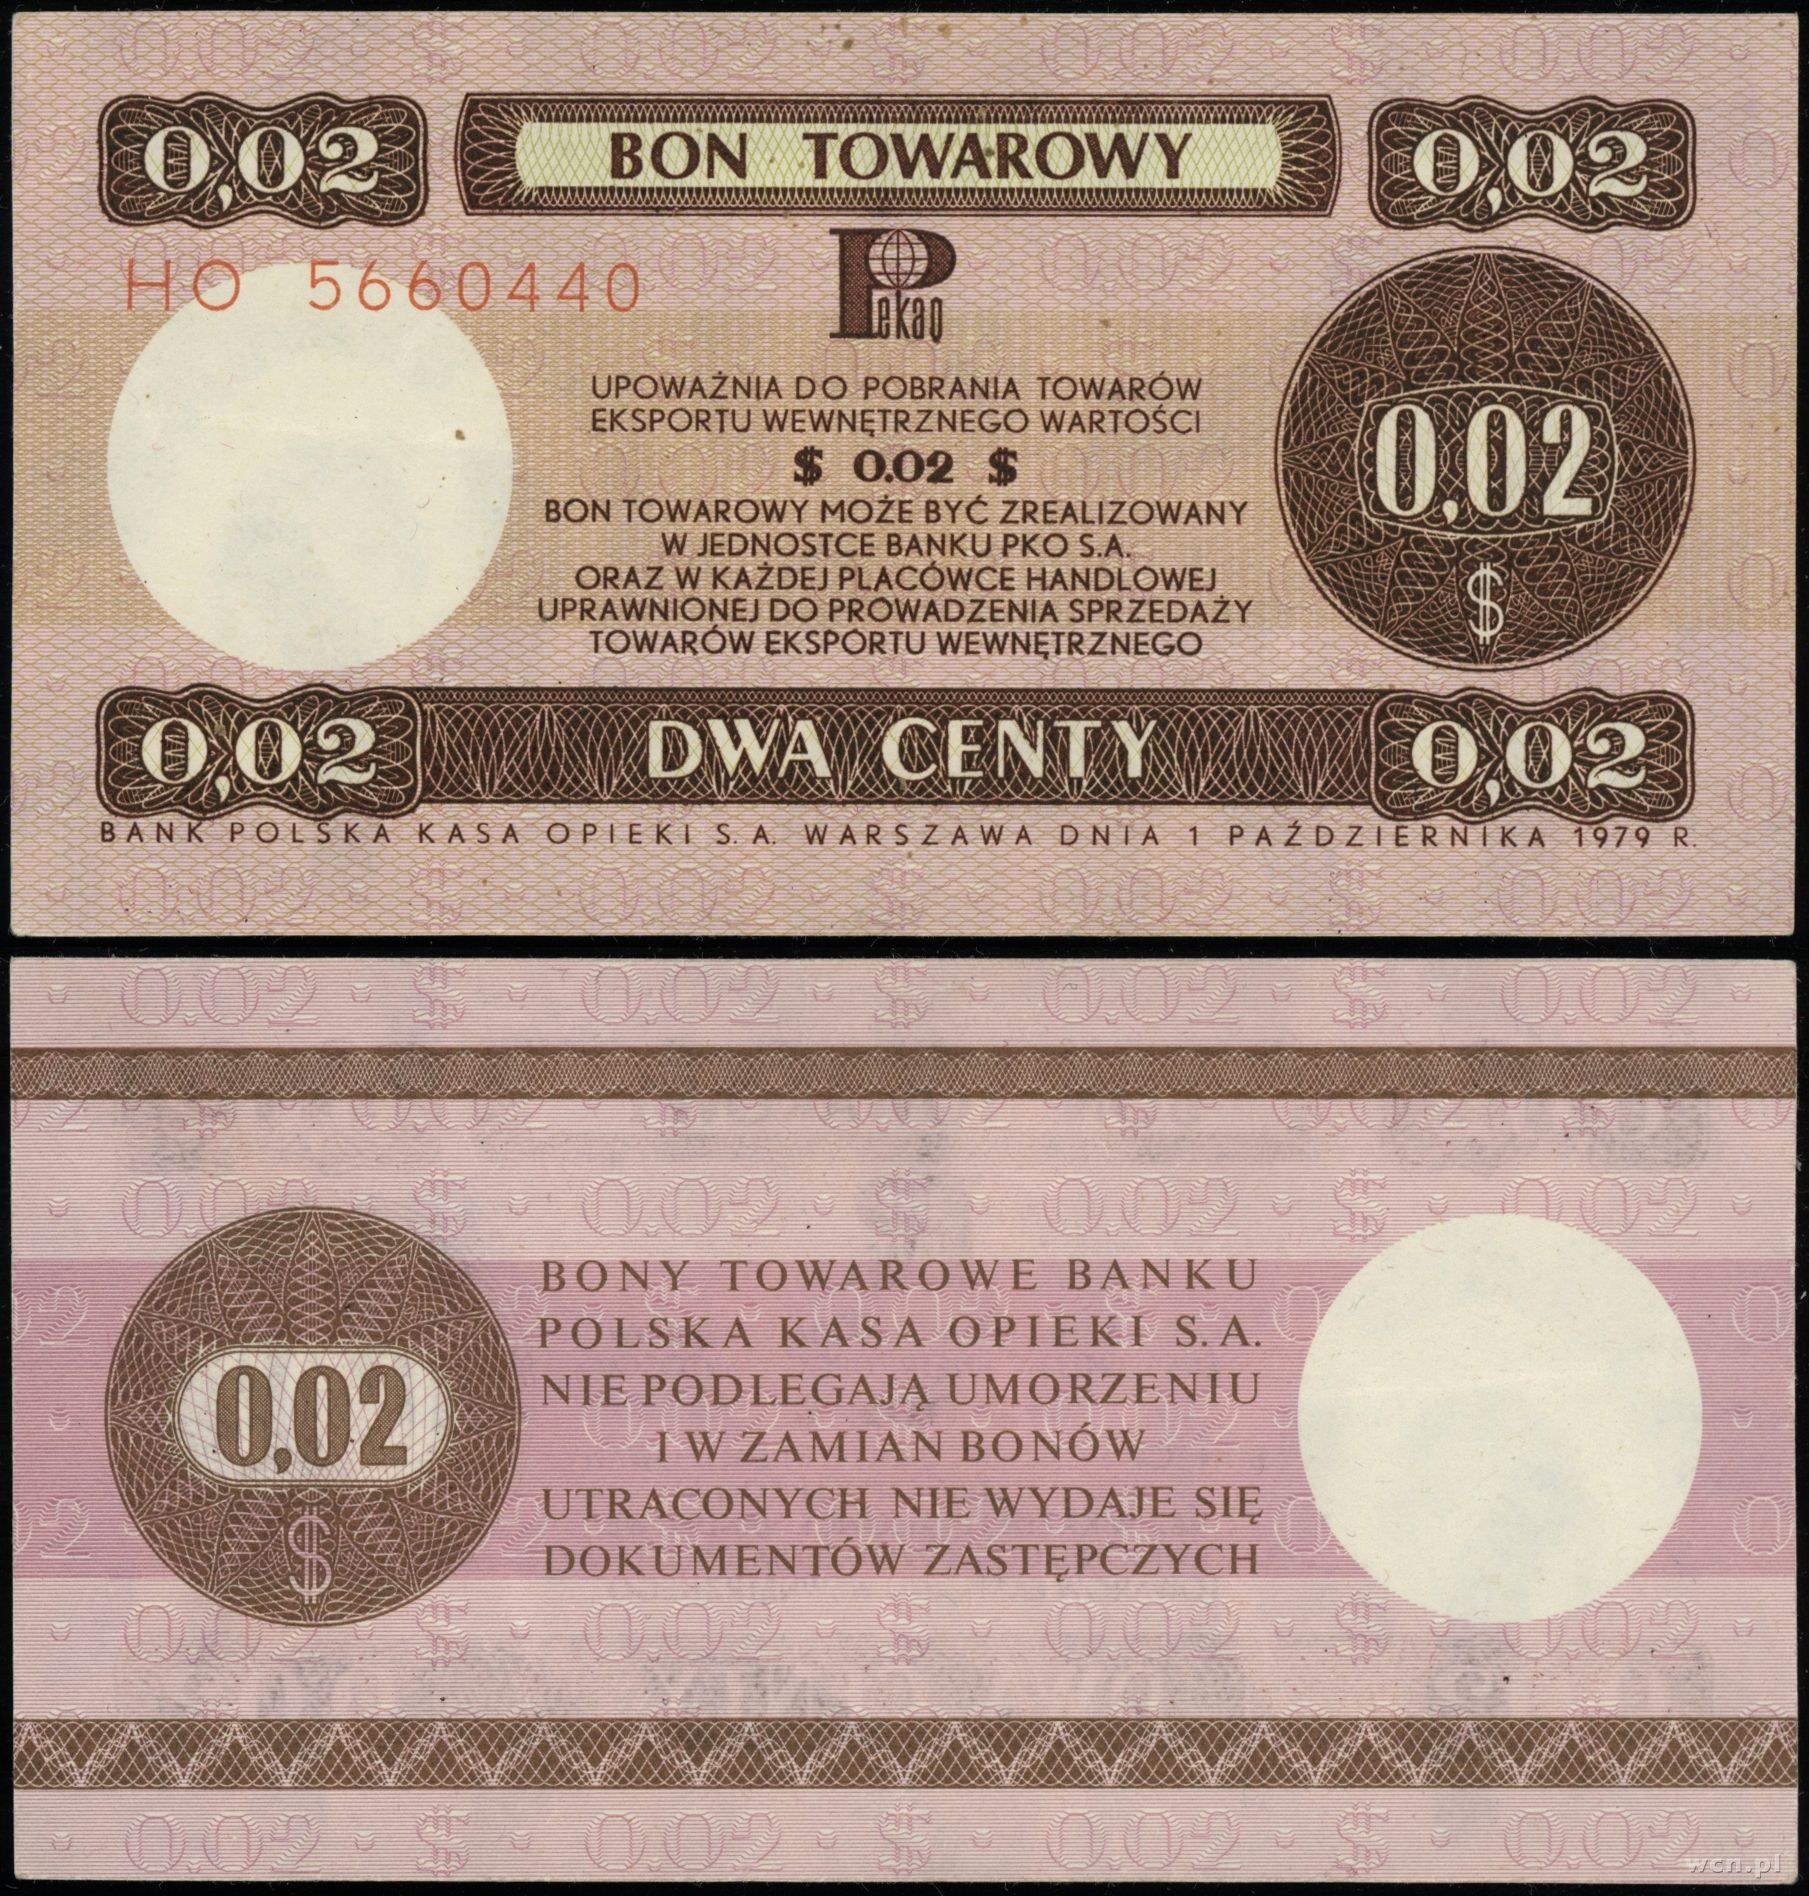 0,02 BON TOWAROWY 0,02
HO 5660440
Pekao
UPOWAŻNIA DO POBRANIA TOWARÓW
EKSPORTU WEWNĘTRZNEGO WARTOŚCI
$ 0.02 $
BON TOWAROWY MOŻE BYĆ ZREALIZOWANY
W JEDNOSTCE BANKU PKO S.A.
ORAZ W KAŻDEJ PLACÓWCE HANDLOWEJ
UPRAWNIONEJ DO PROWADZENIA SPRZEDAŻY
TOWARÓW EKSPORTU WEWNĘTRZNEGO
0,02
$
0,02 DWA CENTY 0,02
BANK POLSKA KASA OPIEKI S.A. WARSZAWA DNIA 1 PAŹDZIERNIKA 1979 R.
0,02
$
BONY TOWAROWE BANKU
POLSKA KASA OPIEKI S.A.
NIE PODLEGAJĄ UMORZENIU
I W ZAMIAN BONÓW
UTRACONYCH NIE WYDAJE SIĘ
DOKUMENTÓW ZASTĘPCZYCH
wcn.pl